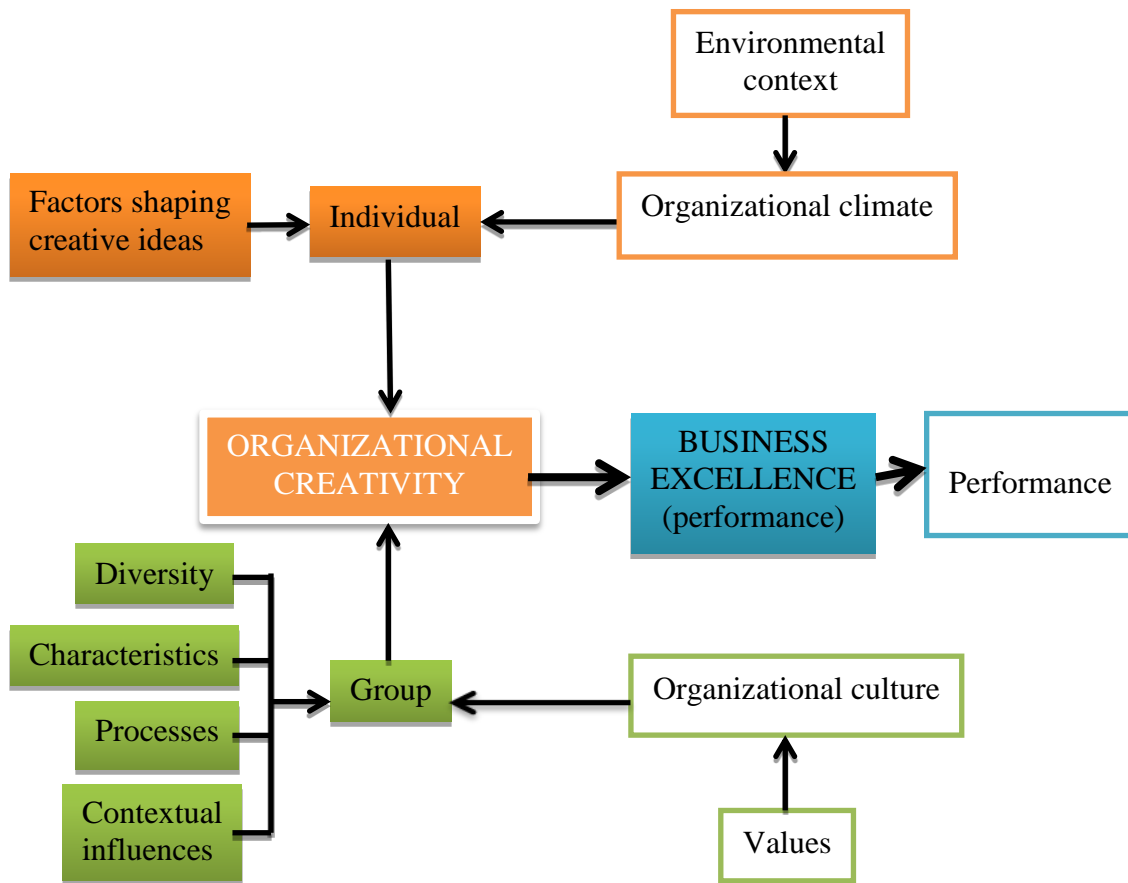 Environmental
context
Factors shaping
creative ideas
Individual
Organizational climate
ORGANIZATIONAL
CREATIVITY
BUSINESS
EXCELLENCE
(performance)
Performance
Diversity
Characteristics
Processes
Contextual
influences
Group
Organizational culture
Values